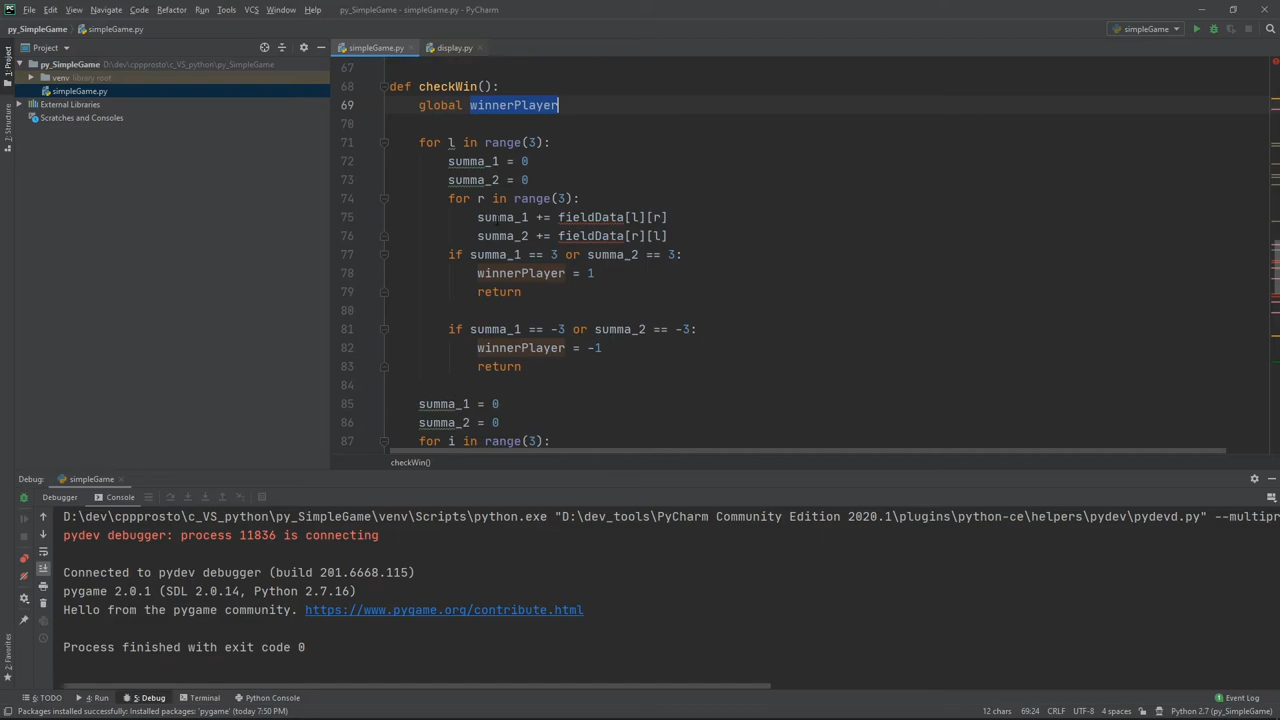 File Edit View Navigate Code Refactor Run Tools VCS Window Help py_SimpleGame - simpleGame.py - PyCharm
py_SimpleGame simpleGame.py simpleGame
Project simpleGame.py display.py
1: Project
py_SimpleGame D:\dev\cppprosto\c_VS_python\py_SimpleGame
venv library root
simpleGame.py
External Libraries
Scratches and Consoles
67
68 def checkWin():
69 global winnerPlayer
70
71 for l in range(3):
72 summa_1 = 0
73 summa_2 = 0
74 for r in range(3):
75 summa_1 += fieldData[l][r]
76 summa_2 += fieldData[r][l]
77 if summa_1 == 3 or summa_2 == 3:
78 winnerPlayer = 1
79 return
80
81 if summa_1 == -3 or summa_2 == -3:
82 winnerPlayer = -1
83 return
84
85 summa_1 = 0
86 summa_2 = 0
87 for i in range(3):
checkWin()
7: Structure
Debug: simpleGame
Debugger Console
D:\dev\cppprosto\c_VS_python\py_SimpleGame\venv\Scripts\python.exe "D:\dev_tools\PyCharm Community Edition 2020.1\plugins\python-ce\helpers\pydev\pydevd.py" --multipr
pydev debugger: process 11836 is connecting
Connected to pydev debugger (build 201.6668.115)
pygame 2.0.1 (SDL 2.0.14, Python 2.7.16)
Hello from the pygame community. https://www.pygame.org/contribute.html
Process finished with exit code 0
2: Favorites
6: TODO 4: Run 5: Debug Terminal Python Console Event Log
Packages installed successfully: Installed packages: 'pygame' (today 7:50 PM) 12 chars 69:24 CRLF UTF-8 4 spaces Python 2.7 (py_SimpleGame)